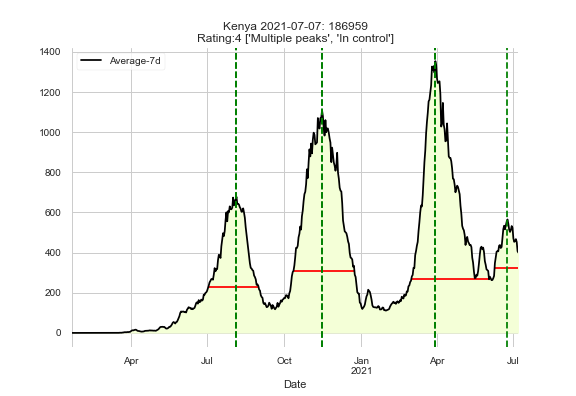 Kenya 2021-07-07: 186959
Rating:4 ['Multiple peaks', 'In control']
Average-7d
1400
1200
1000
800
600
400
200
0
Apr Jul Oct Jan Apr Jul
2021
Date